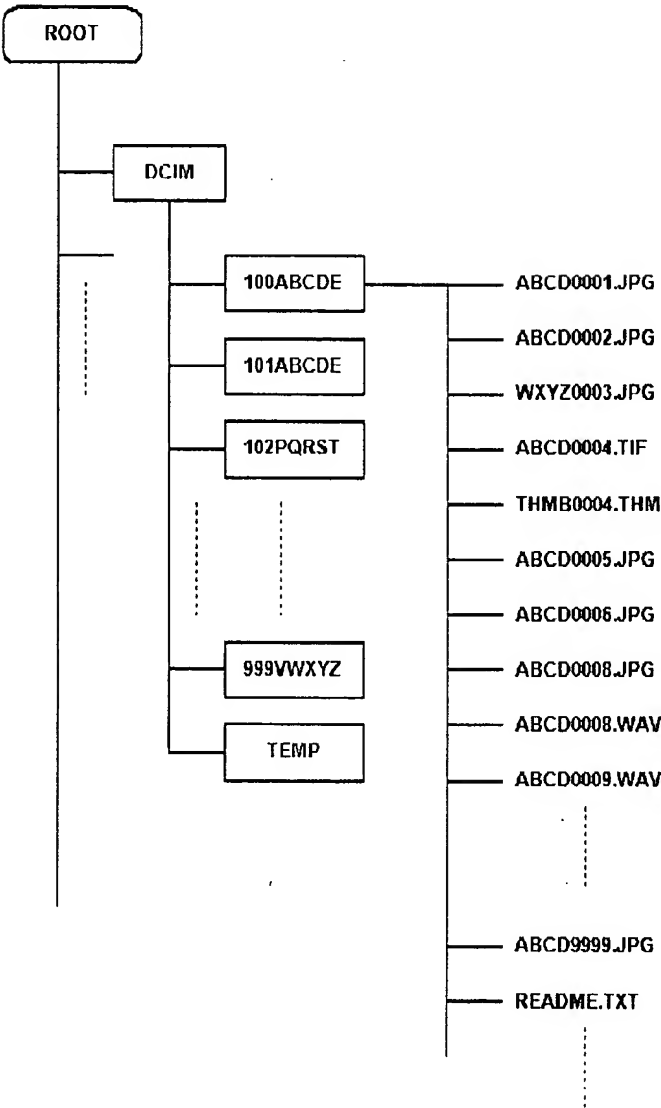 ROOT
DCIM
100ABCDE
101ABCDE
102PQRST
999VWXYZ
TEMP
ABCD0001.JPG
ABCD0002.JPG
WXYZ0003.JPG
ABCD0004.TIF
THMB0004.THM
ABCD0005.JPG
ABCD0006.JPG
ABCD0008.JPG
ABCD0008.WAV
ABCD0009.WAV
ABCD9999.JPG
README.TXT